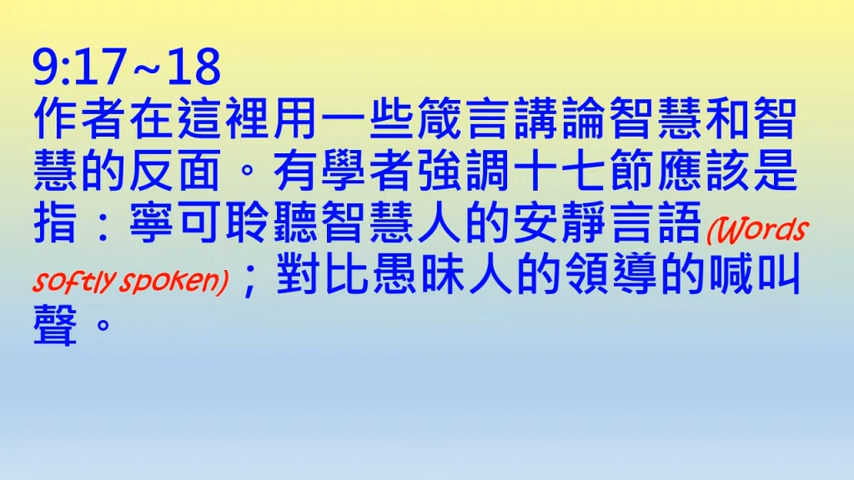 9:17~18
作者在這裡用一些箴言講論智慧和智
慧的反面。有學者強調十七節應該是
指：寧可聆聽智慧人的安靜言語(Words
softly spoken)；對比愚昧人的領導的喊叫
聲。